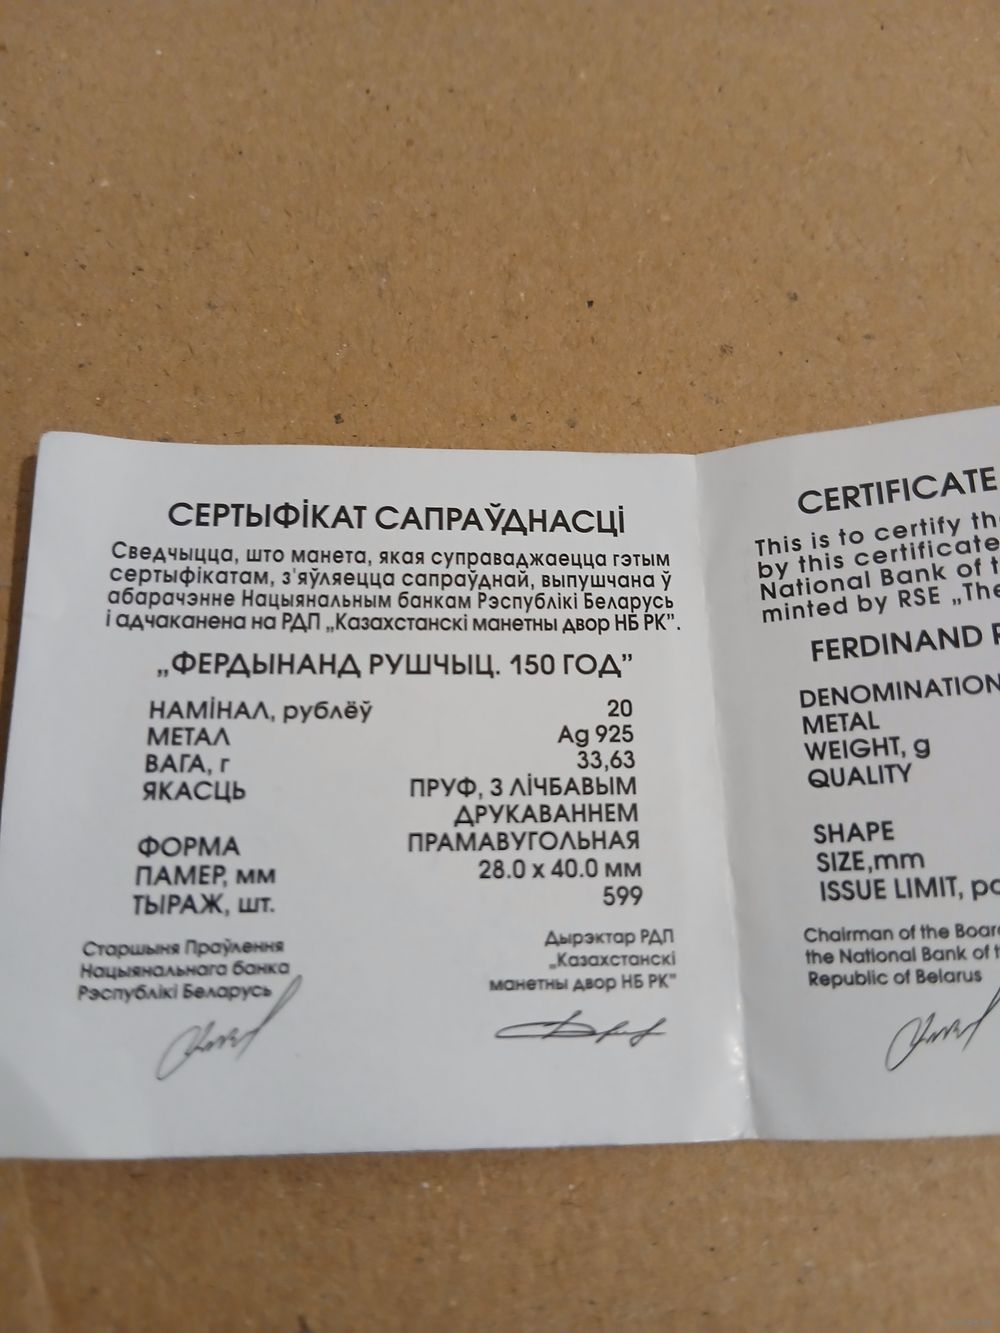 СЕРТЫФІКАТ САПРАЎДНАСЦІ
Сведчыцца, што манета, якая суправаджаецца гэтым
сертыфікатам, з'яўляецца сапраўднай, выпушчана ў
абарачэнне Нацыянальным банкам Рэспублікі Беларусь
і адчаканена на РДП „Казахстанскі манетны двор НБ РК".
„ФЕРДЫНАНД РУШЧЫЦ. 150 ГОД"
НАМІНАЛ, рублёў 20
МЕТАЛ Ag 925
ВАГА, г 33,63
ЯКАСЦЬ ПРУФ, З ЛІЧБАВЫМ
ДРУКАВАННЕМ
ФОРМА ПРАМАВУГОЛЬНАЯ
ПАМЕР, мм 28.0 x 40.0 мм
ТЫРАЖ, шт. 599
Старшыня Праўлення
Нацыянальнага банка
Рэспублікі Беларусь
Дырэктар РДП
„Казахстанскі
манетны двор НБ РК"
CERTIFICATE
This is to certify
by this certificate
National Bank of
minted by RSE „The
FERDINAND
DENOMINATION
METAL
WEIGHT, g
QUALITY
SHAPE
SIZE,mm
ISSUE LIMIT,
Chairman of the
the National Bank of
Republic of Belarus